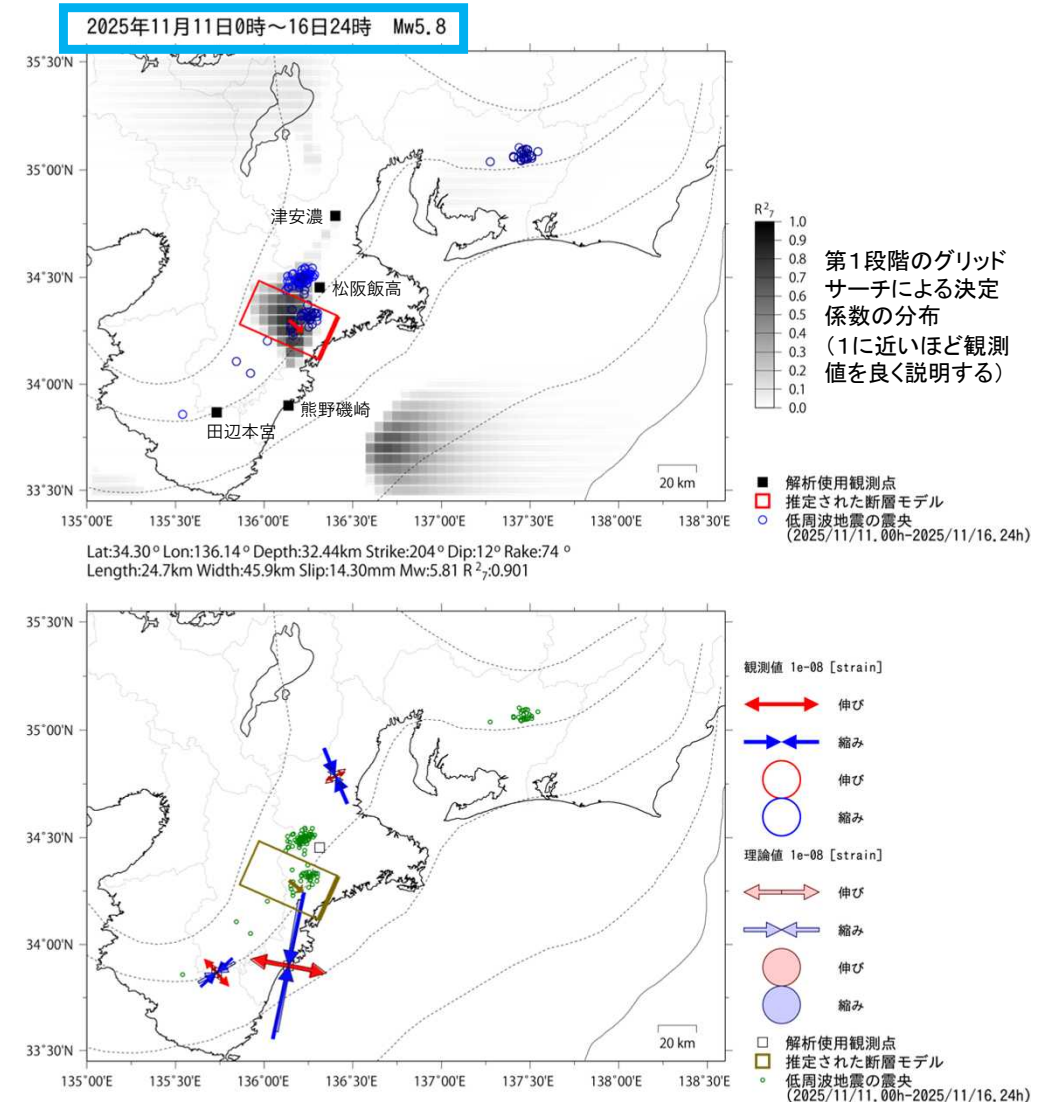 2025年11月11日0時～16日24時　Mw5.8
35°30'N
35°00'N
34°30'N
34°00'N
33°30'N
津安濃
松阪飯高
熊野磯崎
田辺本宮
20 km
135°00'E 135°30'E 136°00'E 136°30'E 137°00'E 137°30'E 138°00'E 138°30'E
R²₇
1.0
0.9
0.8
0.7
0.6
0.5
0.4
0.3
0.2
0.1
0.0
第１段階のグリッド
サーチによる決定
係数の分布
（１に近いほど観測
値を良く説明する）
解析使用観測点
推定された断層モデル
低周波地震の震央
(2025/11/11.00h-2025/11/16.24h)
Lat:34.30° Lon:136.14° Depth:32.44km Strike:204° Dip:12° Rake:74 °
Length:24.7km Width:45.9km Slip:14.30mm Mw:5.81 R ²₇:0.901
35°30'N
35°00'N
34°30'N
34°00'N
33°30'N
20 km
135°00'E 135°30'E 136°00'E 136°30'E 137°00'E 137°30'E 138°00'E 138°30'E
観測値 1e-08 [strain]
伸び
縮み
伸び
縮み
理論値 1e-08 [strain]
伸び
縮み
伸び
縮み
解析使用観測点
推定された断層モデル
低周波地震の震央
(2025/11/11.00h-2025/11/16.24h)